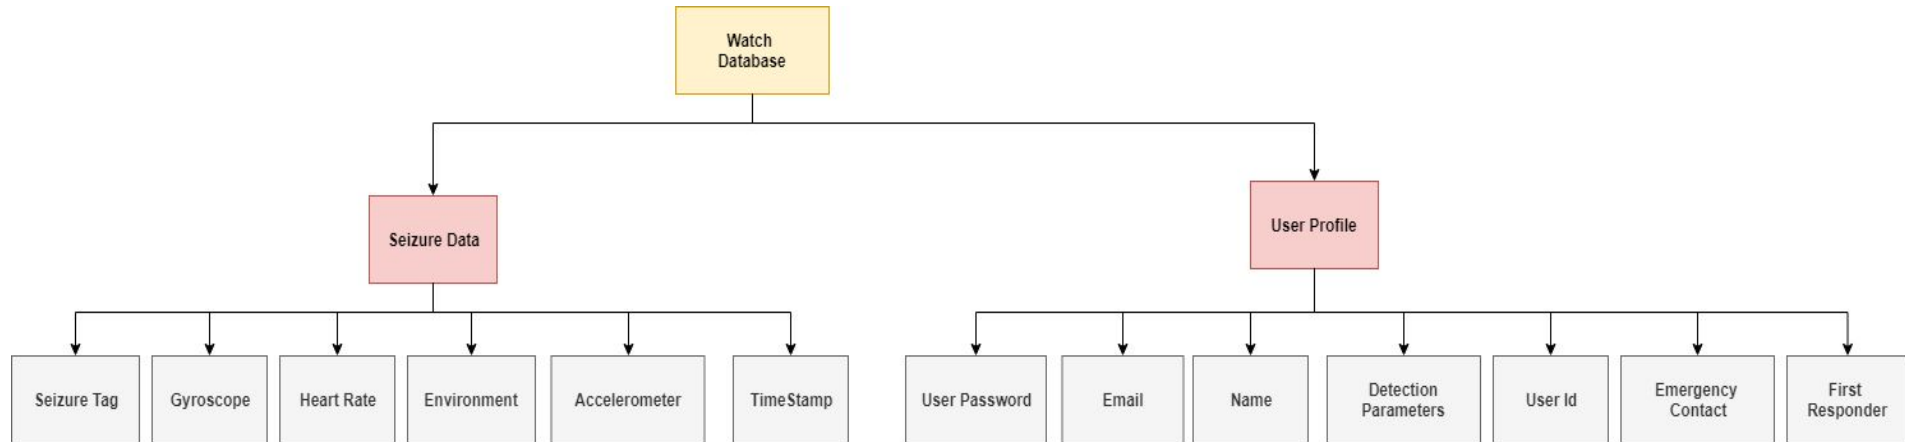 Watch
Database
Seizure Data
User Profile
Seizure Tag
Gyroscope
Heart Rate
Environment
Accelerometer
TimeStamp
User Password
Email
Name
Detection
Parameters
User Id
Emergency
Contact
First
Responder